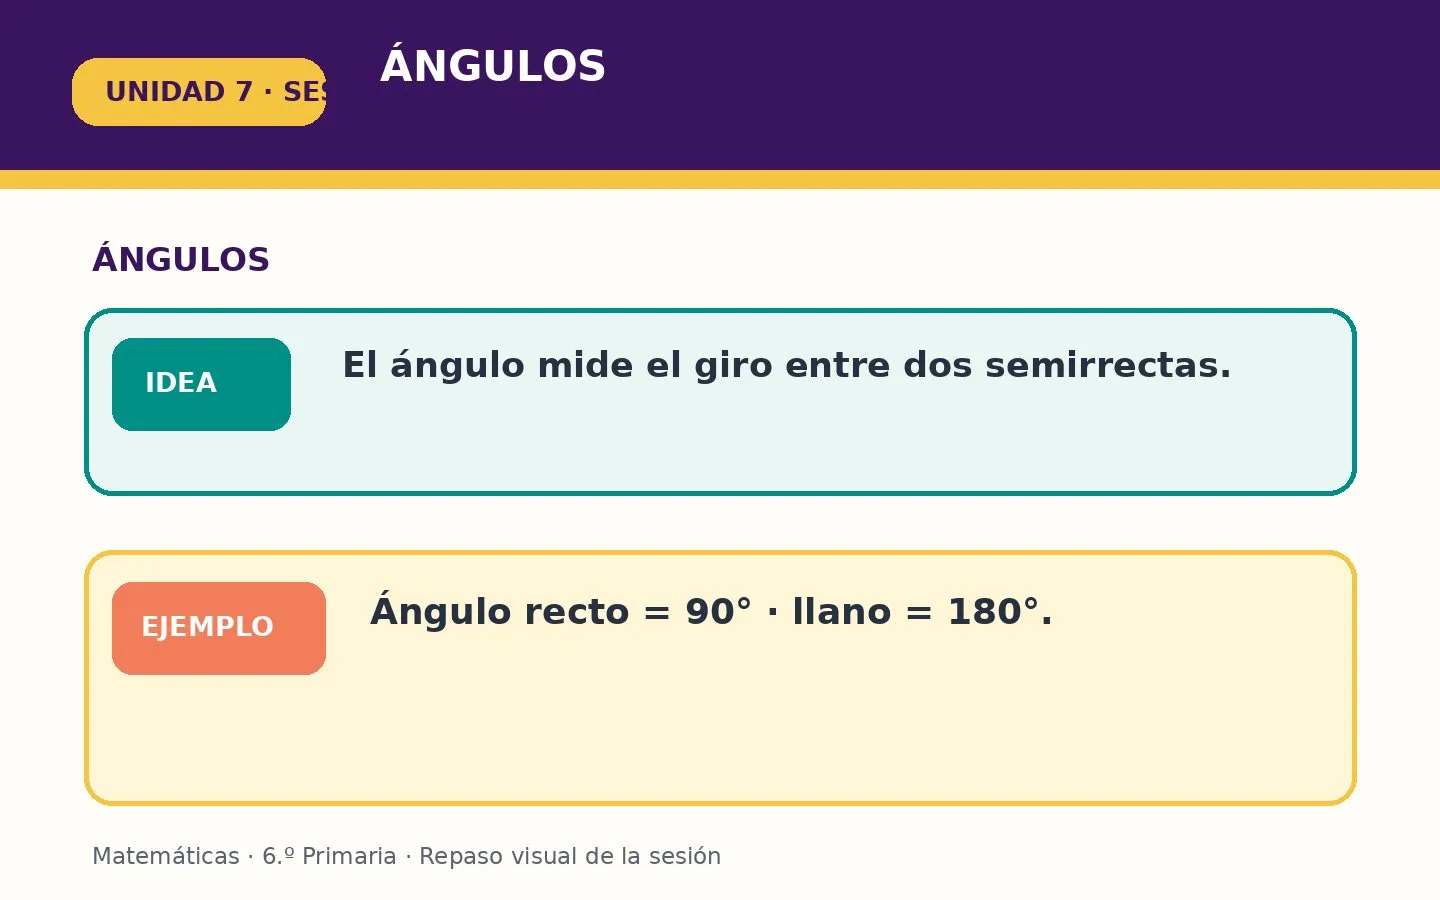 UNIDAD 7 · SES
ÁNGULOS
ÁNGULOS
IDEA
El ángulo mide el giro entre dos semirrectas.
EJEMPLO
Ángulo recto = 90° · llano = 180°.
Matemáticas · 6.º Primaria · Repaso visual de la sesión